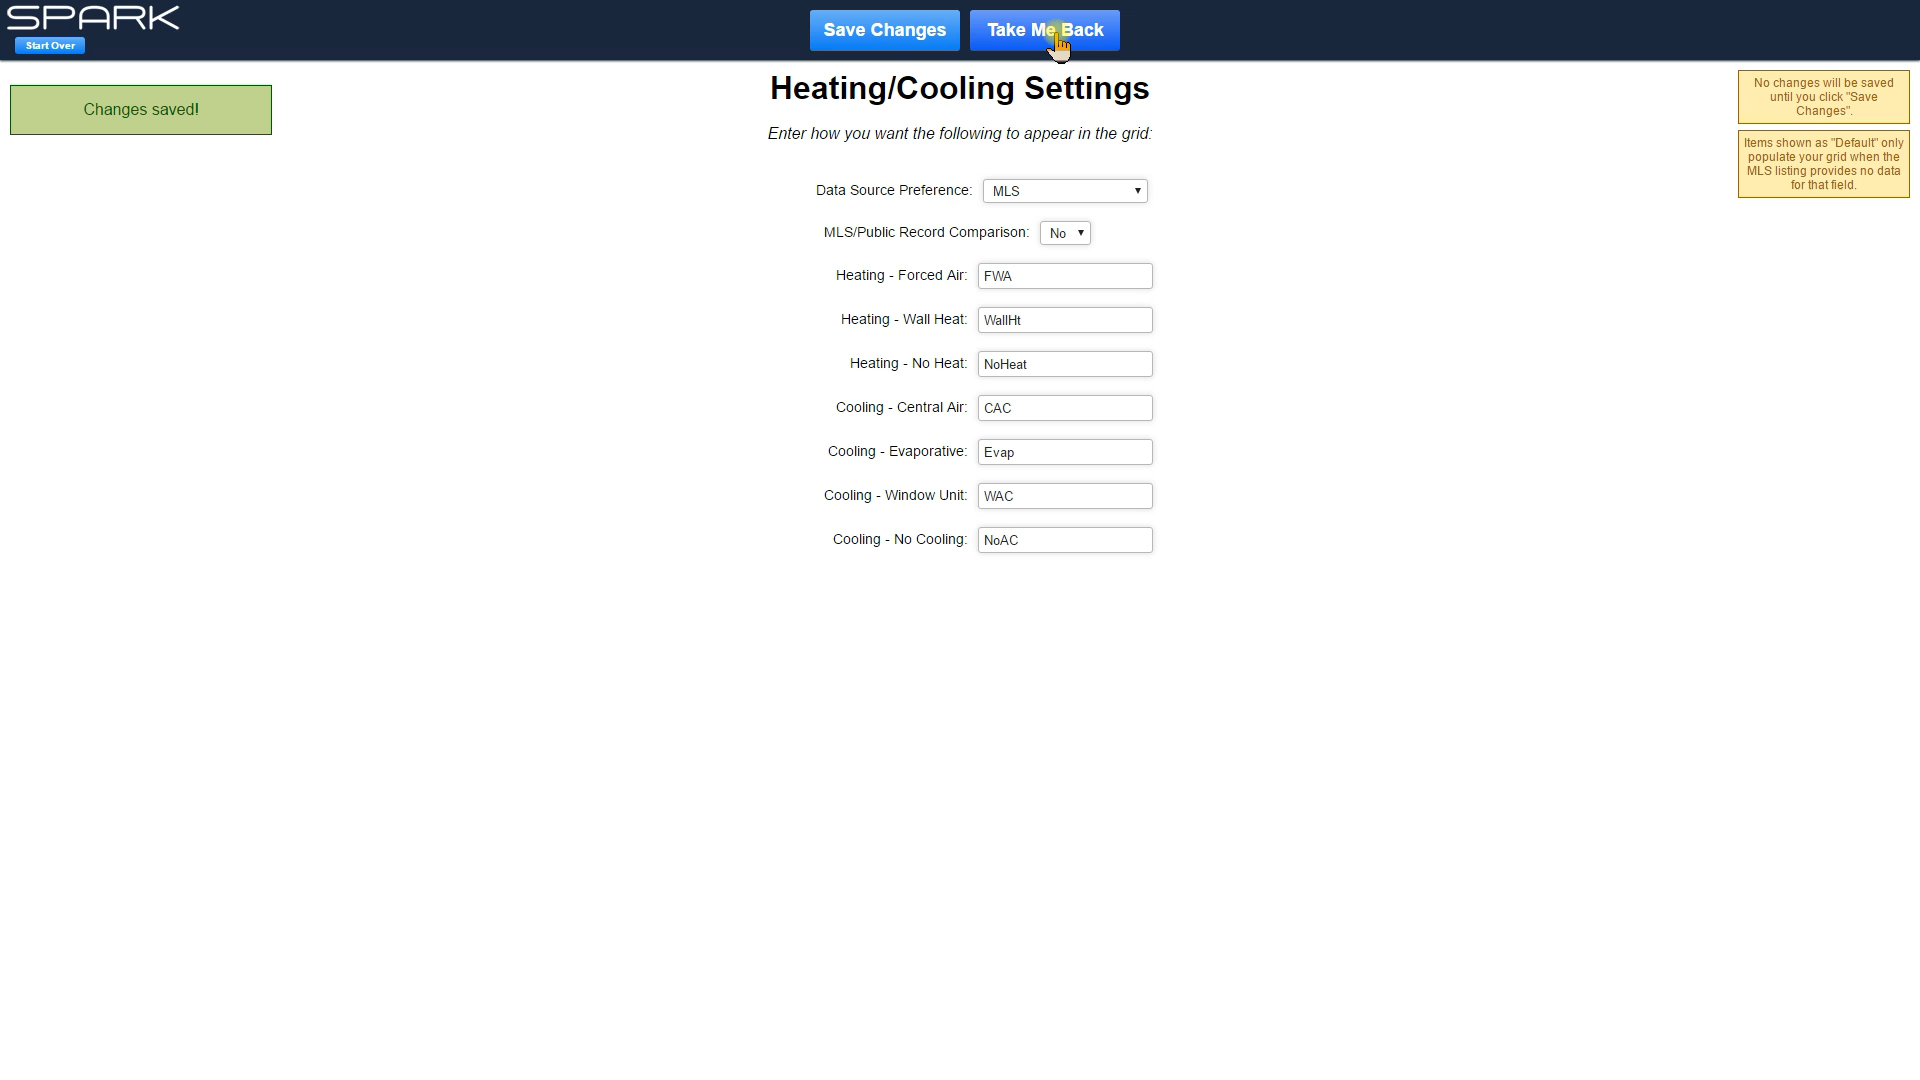 SPARK
Start Over
Save Changes
Take Me Back
Changes saved!
Heating/Cooling Settings
Enter how you want the following to appear in the grid:
No changes will be saved
until you click "Save
Changes".
Items shown as "Default" only
populate your grid when the
MLS listing provides no data
for that field.
Data Source Preference: MLS
MLS/Public Record Comparison: No
Heating - Forced Air: FWA
Heating - Wall Heat: WallHt
Heating - No Heat: NoHeat
Cooling - Central Air: CAC
Cooling - Evaporative: Evap
Cooling - Window Unit: WAC
Cooling - No Cooling: NoAC